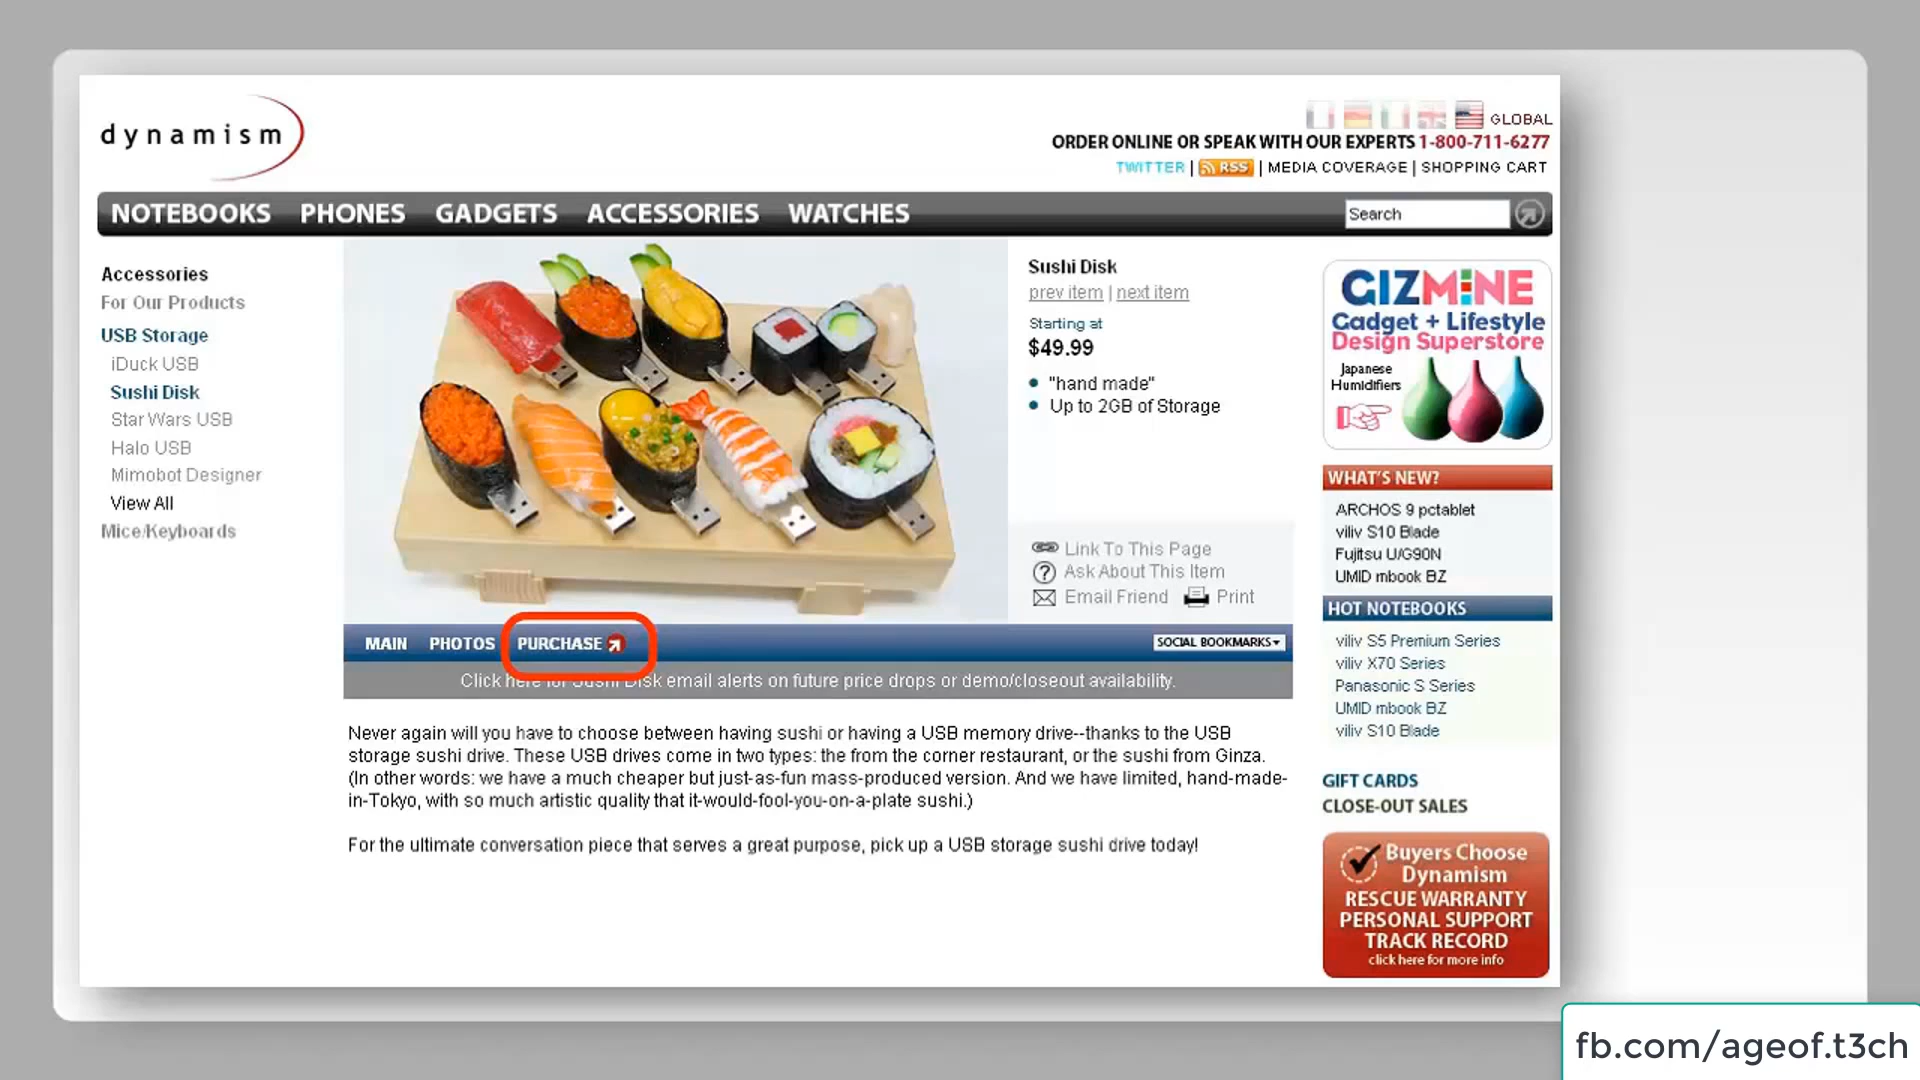 dynamism
GLOBAL
ORDER ONLINE OR SPEAK WITH OUR EXPERTS 1-800-711-6277
TWITTER | RSS | MEDIA COVERAGE | SHOPPING CART
NOTEBOOKS PHONES GADGETS ACCESSORIES WATCHES
Search
Accessories
For Our Products
USB Storage
iDuck USB
Sushi Disk
Star Wars USB
Halo USB
Mimobot Designer
View All
Mice/Keyboards
Sushi Disk
prev item | next item
Starting at
$49.99
"hand made"
Up to 2GB of Storage
Link To This Page
Ask About This Item
Email Friend Print
MAIN PHOTOS PURCHASE
SOCIAL BOOKMARKS
Click here for Sushi Disk email alerts on future price drops or demo/closeout availability.
Never again will you have to choose between having sushi or having a USB memory drive--thanks to the USB
storage sushi drive. These USB drives come in two types: the from the corner restaurant, or the sushi from Ginza.
(In other words: we have a much cheaper but just-as-fun mass-produced version. And we have limited, hand-made-
in-Tokyo, with so much artistic quality that it-would-fool-you-on-a-plate sushi.)
For the ultimate conversation piece that serves a great purpose, pick up a USB storage sushi drive today!
GIZMINE
Gadget + Lifestyle
Design Superstore
Japanese
Humidifiers
WHAT'S NEW?
ARCHOS 9 pctablet
viliv S10 Blade
Fujitsu U/G90N
UMID mbook BZ
HOT NOTEBOOKS
viliv S5 Premium Series
viliv X70 Series
Panasonic S Series
UMID mbook BZ
viliv S10 Blade
GIFT CARDS
CLOSE-OUT SALES
Buyers Choose
Dynamism
RESCUE WARRANTY
PERSONAL SUPPORT
TRACK RECORD
click here for more info
fb.com/ageof.t3ch